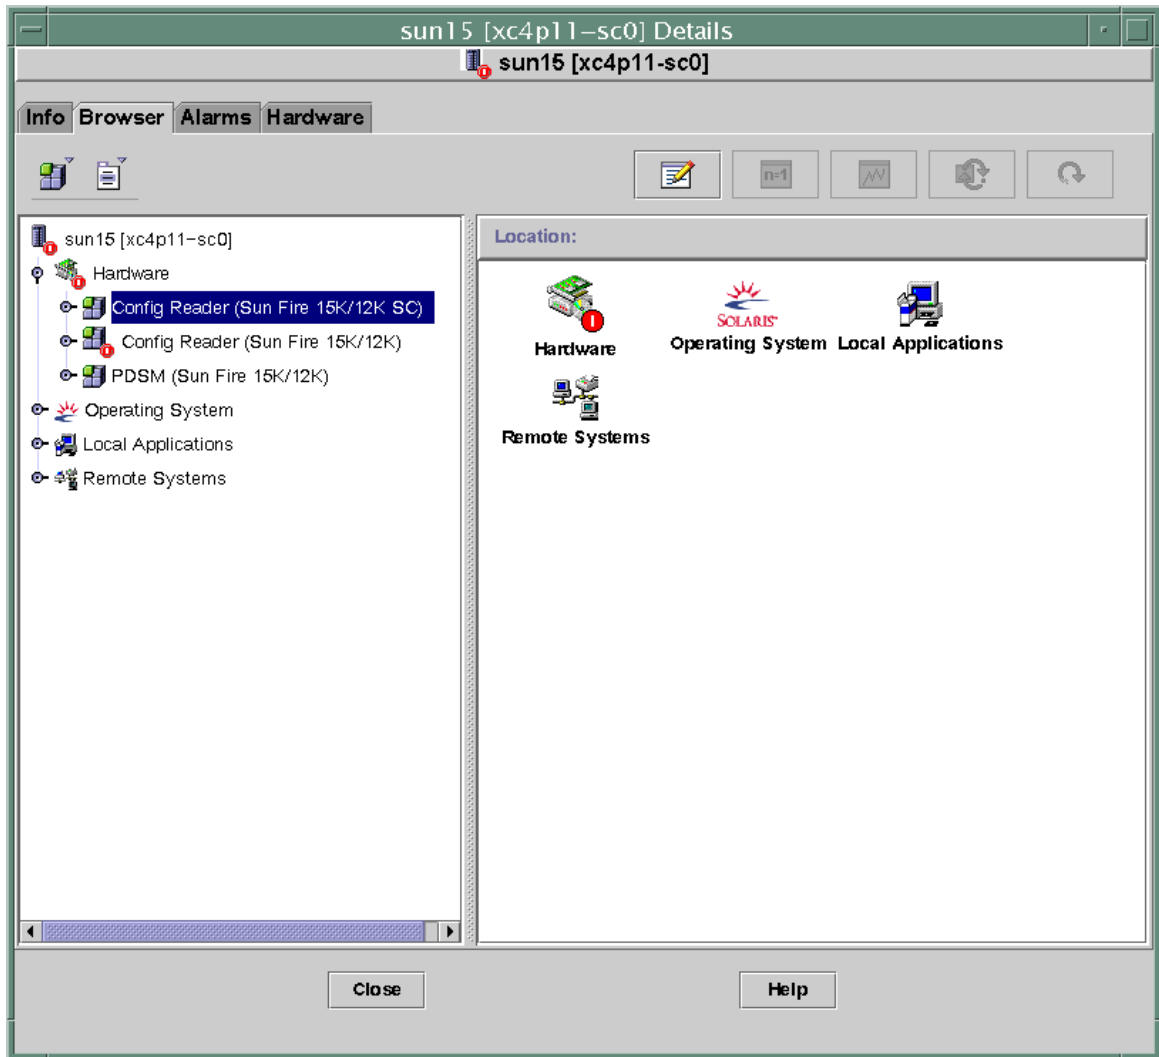 sun15 [xc4p11-sc0] Details
sun15 [xc4p11-sc0]
Info Browser Alarms Hardware
n=1
sun15 [xc4p11-sc0]
Hardware
Config Reader (Sun Fire 15K/12K SC)
Config Reader (Sun Fire 15K/12K)
PDSM (Sun Fire 15K/12K)
Operating System
Local Applications
Remote Systems
Location:
SOLARIS
Hardware Operating System Local Applications
Remote Systems
Close Help